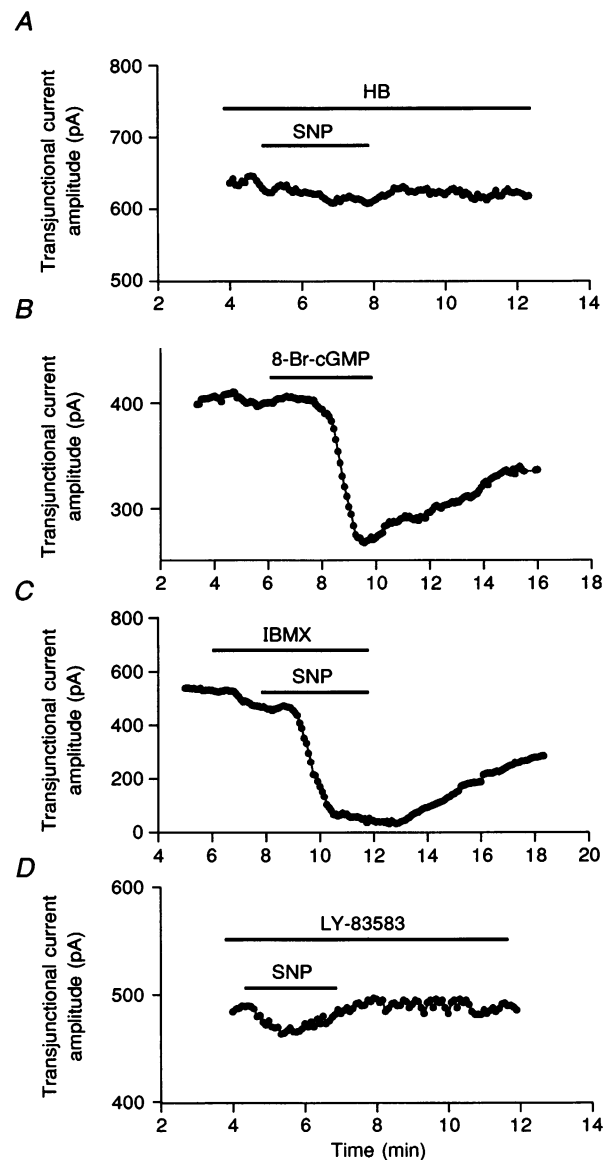 A
Transjunctional current
amplitude (pA)
800
700
600
500
HB
SNP
2 4 6 8 10 12 14
B
Transjunctional current
amplitude (pA)
400
300
8-Br-cGMP
2 4 6 8 10 12 14 16 18
C
Transjunctional current
amplitude (pA)
800
600
400
200
0
IBMX
SNP
4 6 8 10 12 14 16 18 20
D
Transjunctional current
amplitude (pA)
600
500
400
LY-83583
SNP
2 4 6 8 10 12 14
Time (min)